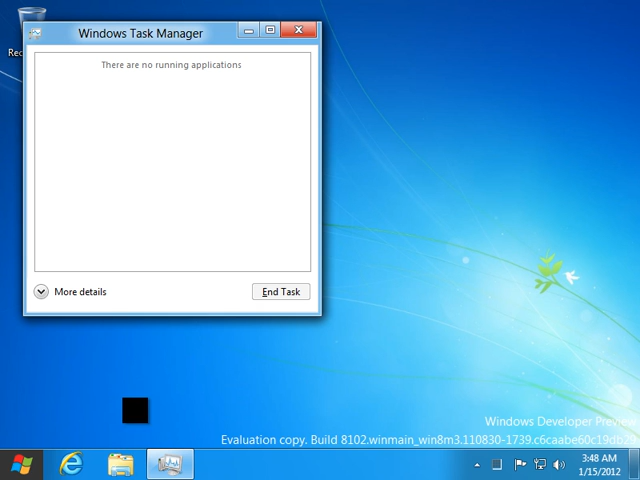 Windows Task Manager
There are no running applications
More details
End Task
Windows Developer Preview
Evaluation copy. Build 8102.winmain_win8m3.110830-1739.c6caabe60c19db29
3:48 AM
1/15/2012